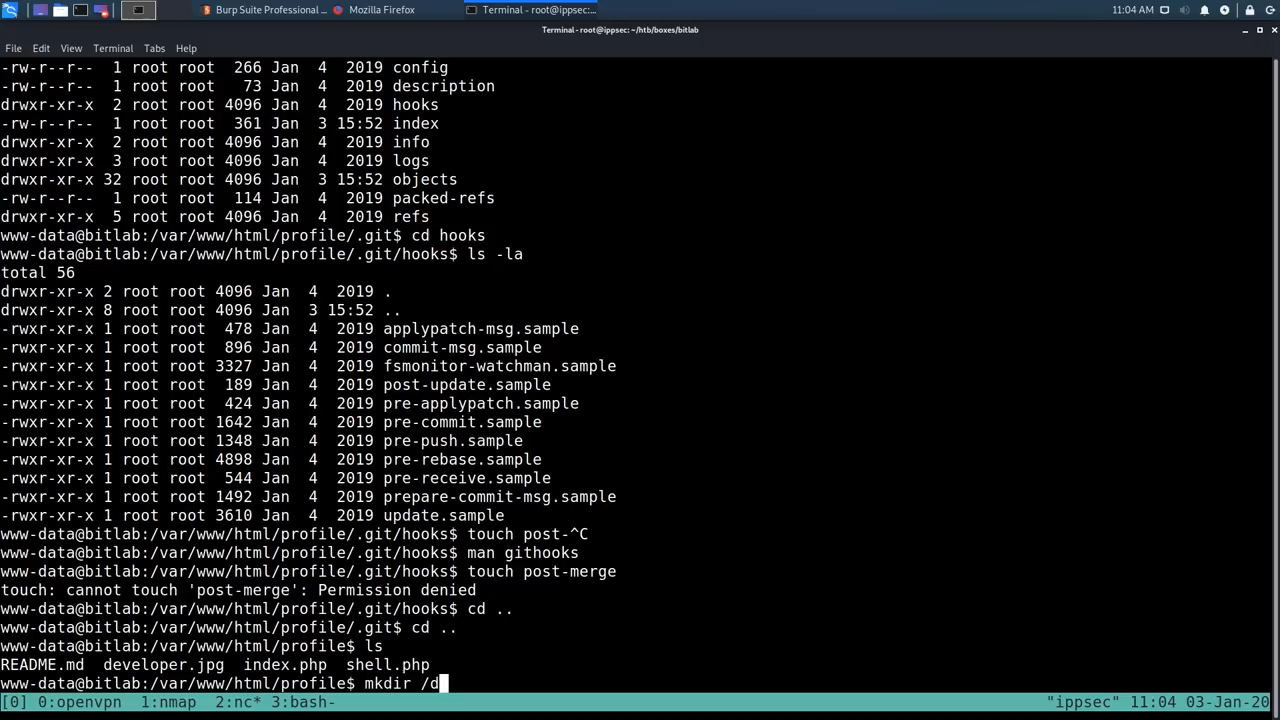 Burp Suite Professional ...
Mozilla Firefox
Terminal - root@ippsec:...
11:04 AM
Terminal - root@ippsec: ~/htb/boxes/bitlab
File Edit View Terminal Tabs Help
-rw-r--r--  1 root root  266 Jan  4  2019 config
-rw-r--r--  1 root root   73 Jan  4  2019 description
drwxr-xr-x  2 root root 4096 Jan  4  2019 hooks
-rw-r--r--  1 root root  361 Jan  3 15:52 index
drwxr-xr-x  2 root root 4096 Jan  4  2019 info
drwxr-xr-x  3 root root 4096 Jan  4  2019 logs
drwxr-xr-x 32 root root 4096 Jan  3 15:52 objects
-rw-r--r--  1 root root  114 Jan  4  2019 packed-refs
drwxr-xr-x  5 root root 4096 Jan  4  2019 refs
www-data@bitlab:/var/www/html/profile/.git$ cd hooks
www-data@bitlab:/var/www/html/profile/.git/hooks$ ls -la
total 56
drwxr-xr-x 2 root root 4096 Jan  4  2019 .
drwxr-xr-x 8 root root 4096 Jan  3 15:52 ..
-rwxr-xr-x 1 root root  478 Jan  4  2019 applypatch-msg.sample
-rwxr-xr-x 1 root root  896 Jan  4  2019 commit-msg.sample
-rwxr-xr-x 1 root root 3327 Jan  4  2019 fsmonitor-watchman.sample
-rwxr-xr-x 1 root root  189 Jan  4  2019 post-update.sample
-rwxr-xr-x 1 root root  424 Jan  4  2019 pre-applypatch.sample
-rwxr-xr-x 1 root root 1642 Jan  4  2019 pre-commit.sample
-rwxr-xr-x 1 root root 1348 Jan  4  2019 pre-push.sample
-rwxr-xr-x 1 root root 4898 Jan  4  2019 pre-rebase.sample
-rwxr-xr-x 1 root root  544 Jan  4  2019 pre-receive.sample
-rwxr-xr-x 1 root root 1492 Jan  4  2019 prepare-commit-msg.sample
-rwxr-xr-x 1 root root 3610 Jan  4  2019 update.sample
www-data@bitlab:/var/www/html/profile/.git/hooks$ touch post-^C
www-data@bitlab:/var/www/html/profile/.git/hooks$ man githooks
www-data@bitlab:/var/www/html/profile/.git/hooks$ touch post-merge
touch: cannot touch 'post-merge': Permission denied
www-data@bitlab:/var/www/html/profile/.git/hooks$ cd ..
www-data@bitlab:/var/www/html/profile/.git$ cd ..
www-data@bitlab:/var/www/html/profile$ ls
README.md  developer.jpg  index.php  shell.php
www-data@bitlab:/var/www/html/profile$ mkdir /d
[0] 0:openvpn  1:nmap  2:nc* 3:bash-  "ippsec" 11:04 03-Jan-20